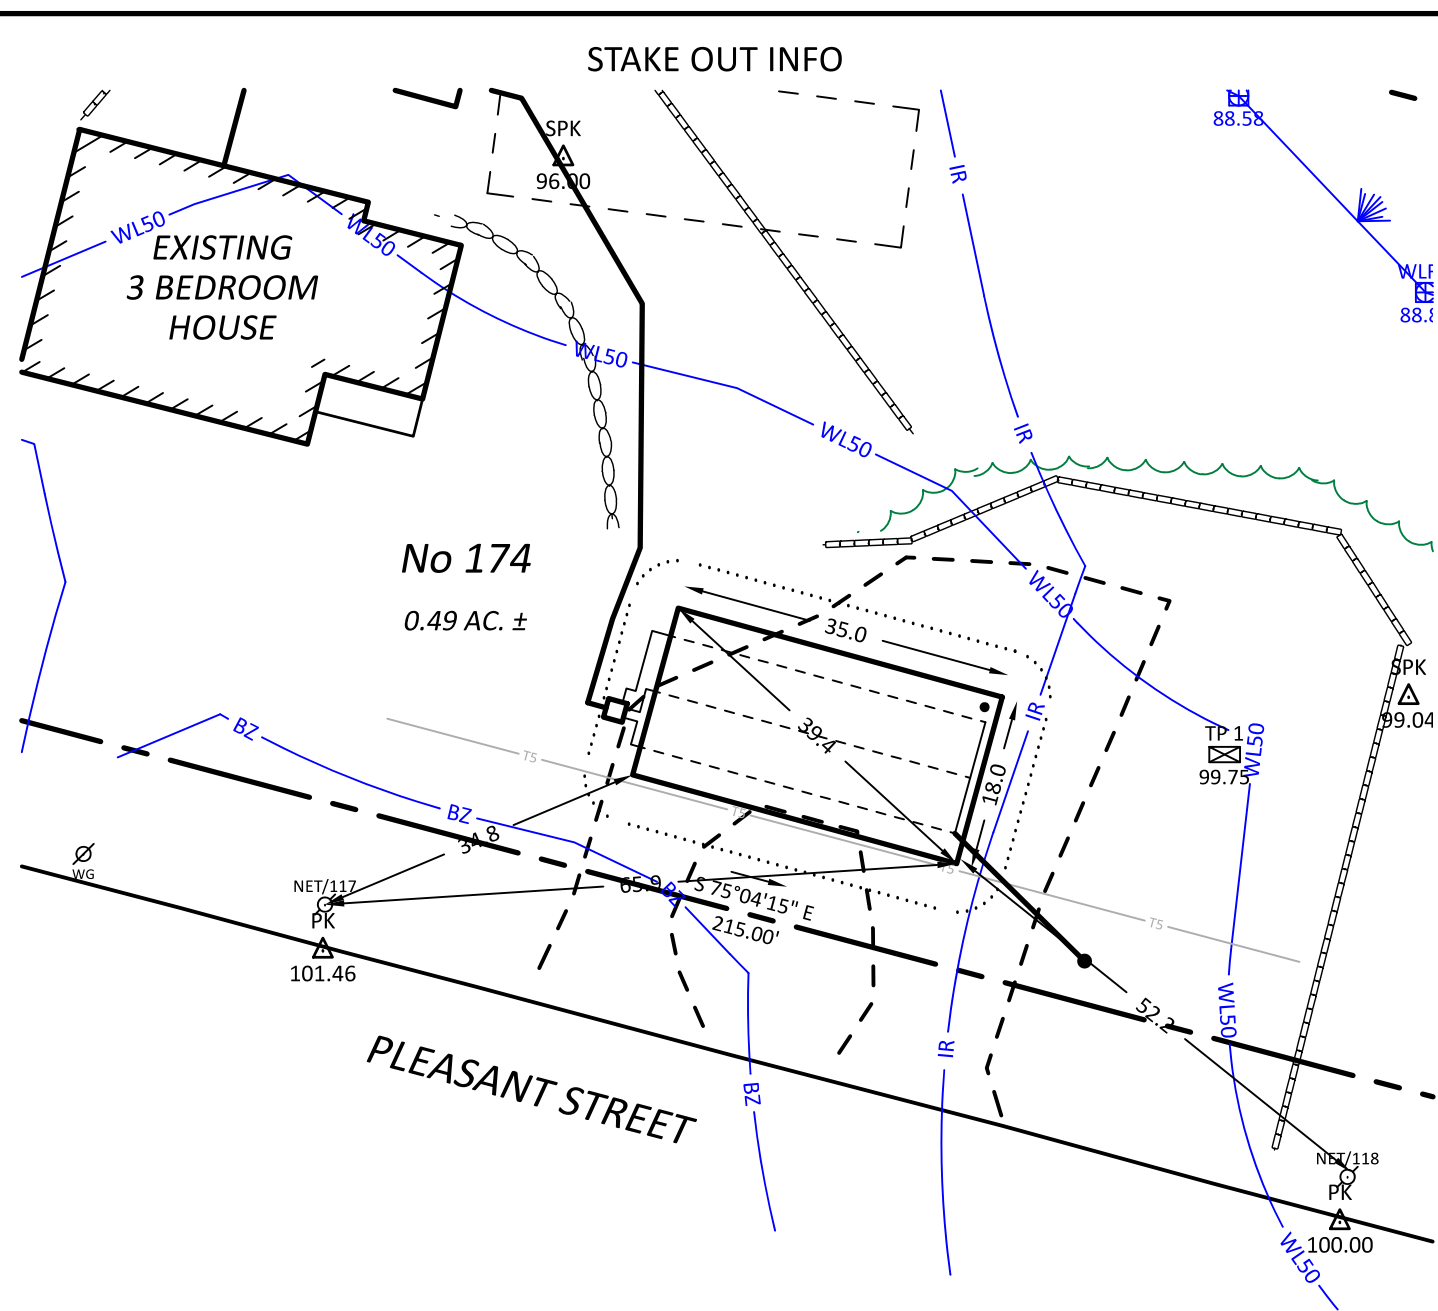 STAKE OUT INFO
88.58
SPK
96.00
IR
WL50
WL50
EXISTING
3 BEDROOM
HOUSE
WL50
WL50
IR
No 174
0.49 AC. ±
WL50
35.0
SPK
99.04
IR
39.4
18.0
TP 1
99.75
WL50
BZ
T5
T5
BZ
34.8
WG
NET/117
PK
101.46
65.9
BZ
S 75°04'15" E
215.00'
T5
T5
52.2
WL50
IR
BZ
PLEASANT STREET
NET/118
PK
100.00
WL50